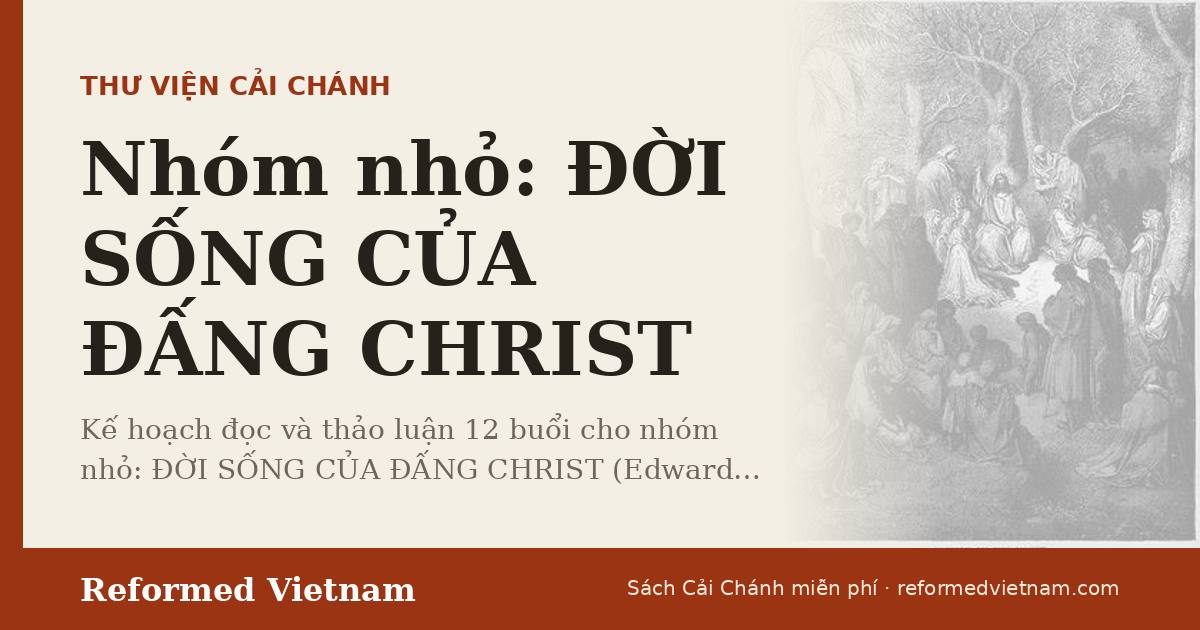 THƯ VIỆN CẢI CHÁNH
Nhóm nhỏ: ĐỜI
SỐNG CỦA
ĐẤNG CHRIST
Kế hoạch đọc và thảo luận 12 buổi cho nhóm
nhỏ: ĐỜI SỐNG CỦA ĐẤNG CHRIST (Edward...
Reformed Vietnam
Sách Cải Chánh miễn phí · reformedvietnam.com